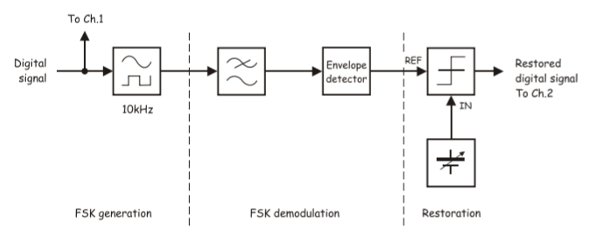 To Ch.1
Digital
signal
10kHz
Envelope
detector
REF
IN
Restored
digital signal
To Ch.2
FSK generation
FSK demodulation
Restoration